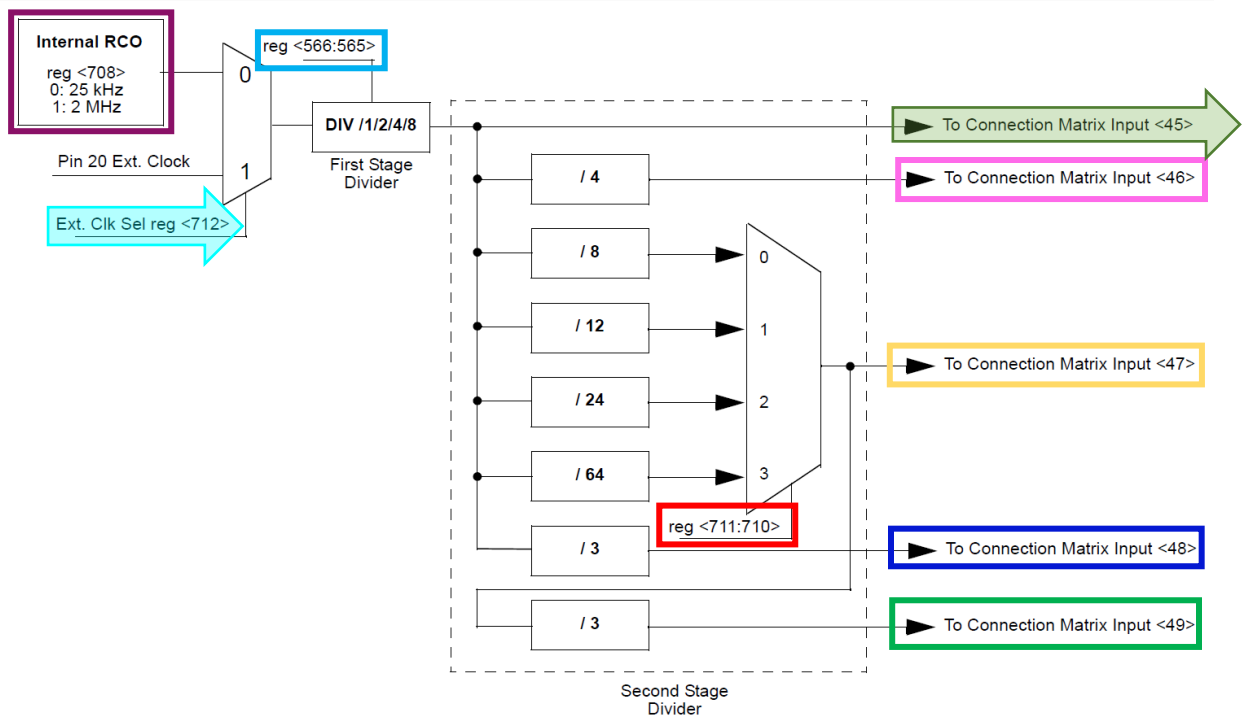 Internal RCO
reg <708>
0: 25 kHz
1: 2 MHz
reg <566:565>
0
DIV /1/2/4/8
First Stage
Divider
Pin 20 Ext. Clock
1
Ext. Clk Sel reg <712>
To Connection Matrix Input <45>
/ 4
To Connection Matrix Input <46>
/ 8
0
/ 12
1
To Connection Matrix Input <47>
/ 24
2
/ 64
3
reg <711:710>
/ 3
To Connection Matrix Input <48>
/ 3
To Connection Matrix Input <49>
Second Stage
Divider